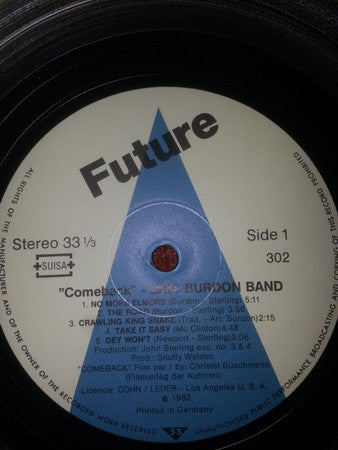 Future
Stereo 33 1/3
Side 1
+SUISA+
302
"Comeback" - ERIC BURDON BAND
1. NO MORE ELMORE (Burdon - Sterling) 5:11
2. THE ROAD (Burdon - Sterling) 3:56
3. CRAWLING KING SNAKE (Trad. - Arr. Burdon) 2:15
4. TAKE IT EASY (Mc Clinton) 4:48
5. DEY WON'T (Newport - Sterling) 3:06
Production: John Sterling exc. no. 3 & 4
Prod.: Snuffy Walden
"COMEBACK" Film par / by: Christel Buschmann
(Filmverlag der Autoren)
Licence: COHN / LEDER - Los Angeles U. S. A.
℗ 1982
Printed in Germany
33
ALL RIGHTS OF THE MANUFACTURER AND OF THE OWNER OF THE RECORDED WORK RESERVED
UNAUTHORISED PUBLIC PERFORMANCE BROADCASTING AND COPYING OF THIS RECORD PROHIBITED